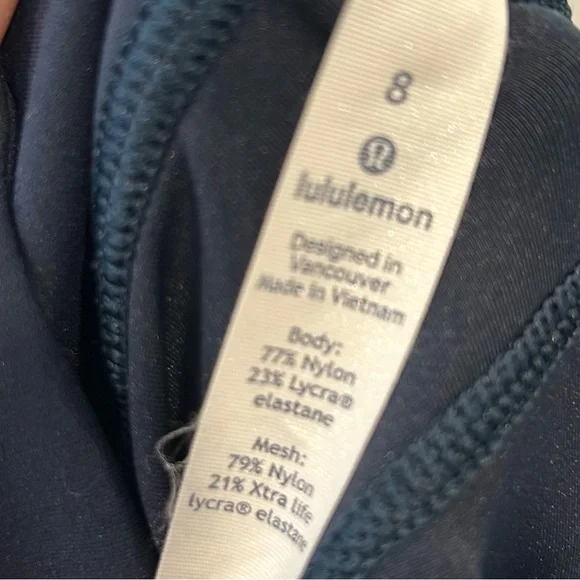 8
lululemon
Designed in
Vancouver
Made in Vietnam
Body:
77% Nylon
23% Lycra®
elastane
Mesh:
79% Nylon
21% Xtra life
lycra® elastane